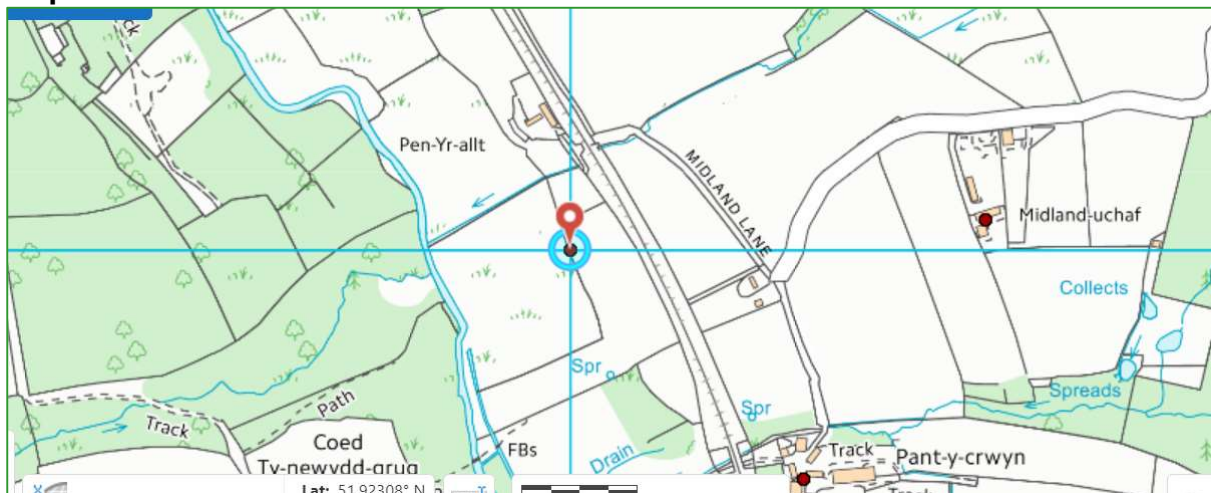 Pen-Yr-allt
MIDLAND LANE
Midland-uchaf
Collects
Spr
Spreads
Spr
Path
Track
Coed
Ty-newydd-grug
FBs
Drain
Track
Pant-y-crwyn
Track
Lat: 51.92308° N